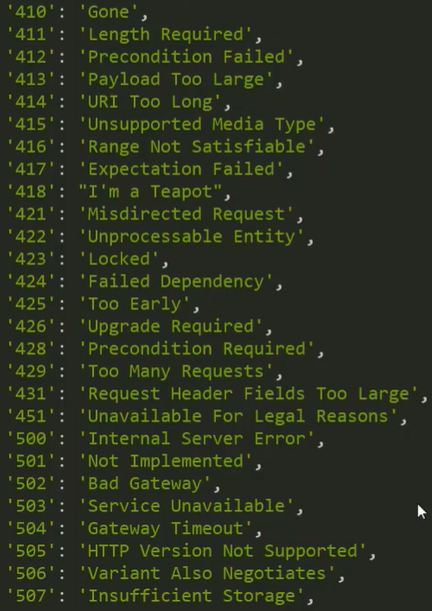 '410': 'Gone',
'411': 'Length Required',
'412': 'Precondition Failed',
'413': 'Payload Too Large',
'414': 'URI Too Long',
'415': 'Unsupported Media Type',
'416': 'Range Not Satisfiable',
'417': 'Expectation Failed',
'418': "I'm a Teapot",
'421': 'Misdirected Request',
'422': 'Unprocessable Entity',
'423': 'Locked',
'424': 'Failed Dependency',
'425': 'Too Early',
'426': 'Upgrade Required',
'428': 'Precondition Required',
'429': 'Too Many Requests',
'431': 'Request Header Fields Too Large',
'451': 'Unavailable For Legal Reasons',
'500': 'Internal Server Error',
'501': 'Not Implemented',
'502': 'Bad Gateway',
'503': 'Service Unavailable',
'504': 'Gateway Timeout',
'505': 'HTTP Version Not Supported',
'506': 'Variant Also Negotiates',
'507': 'Insufficient Storage',